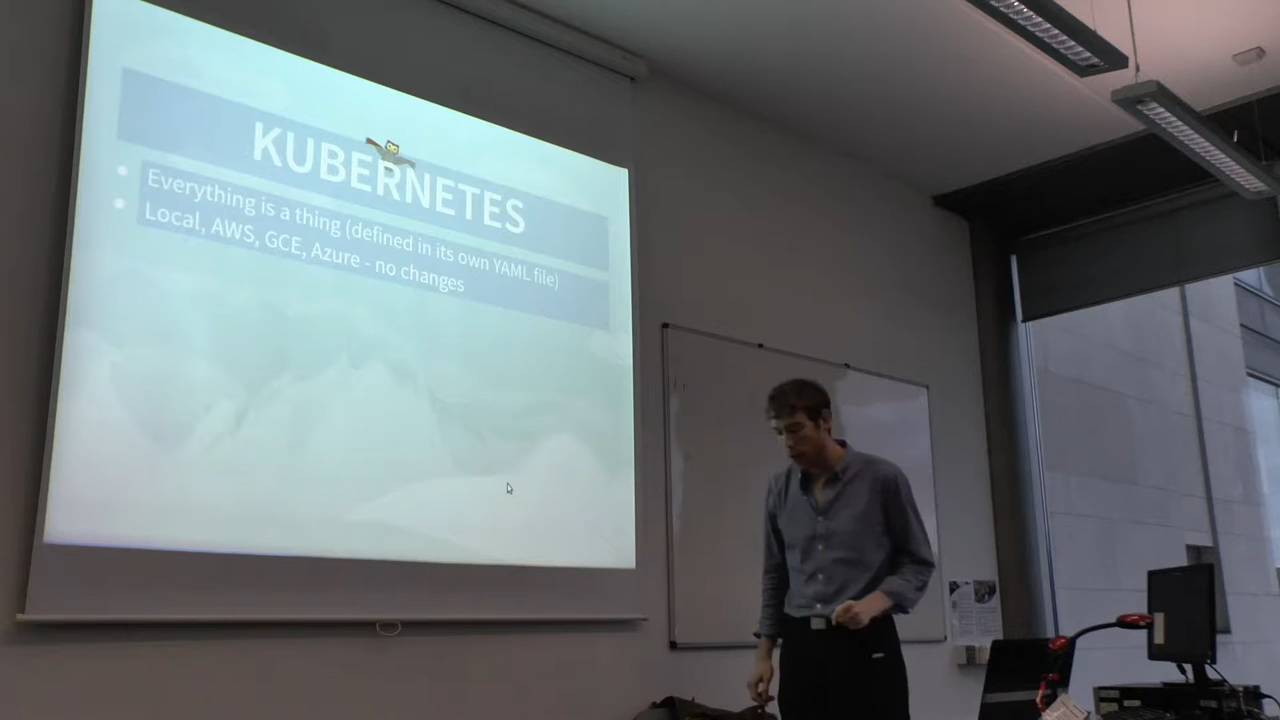 KUBERNETES
Everything is a thing (defined in its own YAML file)
Local, AWS, GCE, Azure - no changes